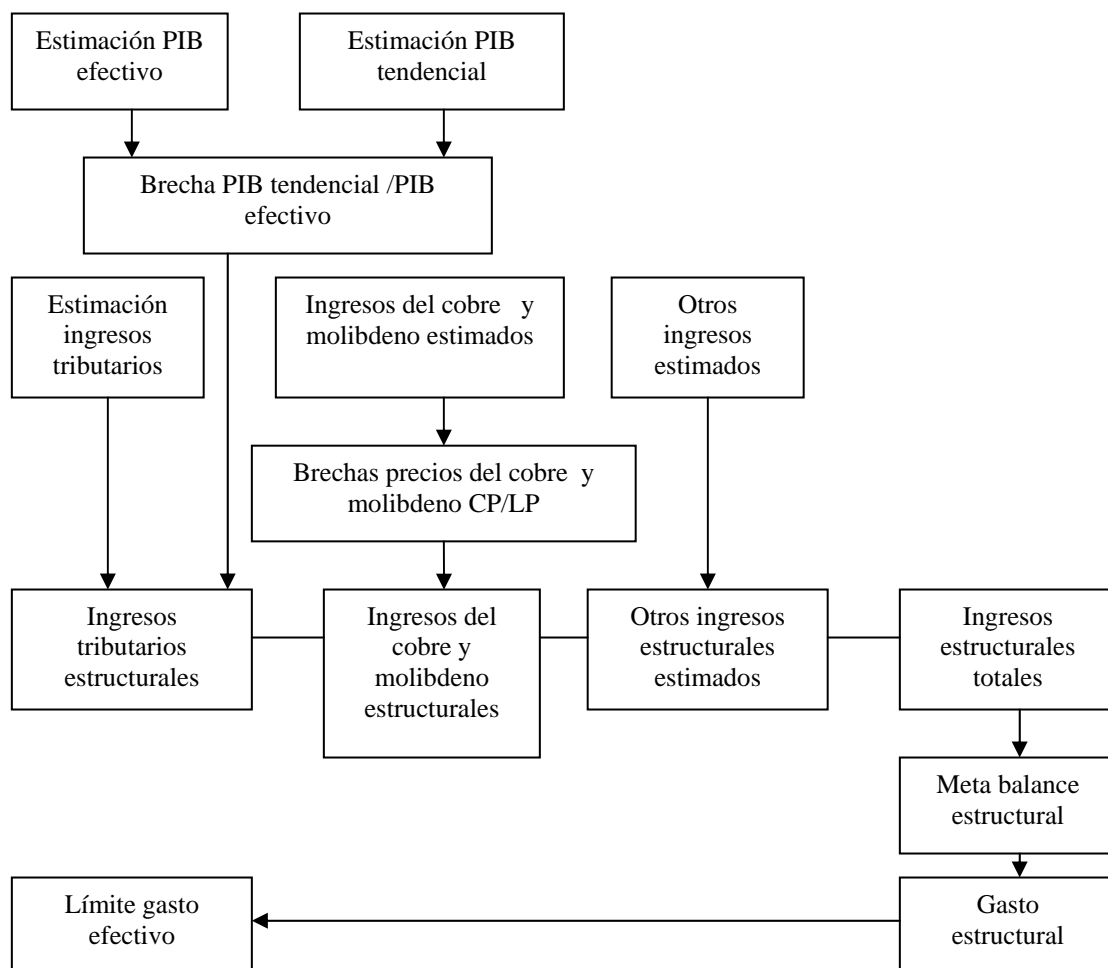 Estimación PIB
efectivo
Estimación PIB
tendencial
Brecha PIB tendencial /PIB
efectivo
Estimación
ingresos
tributarios
Ingresos del cobre y
molibdeno estimados
Otros
ingresos
estimados
Brechas precios del cobre y
molibdeno CP/LP
Ingresos
tributarios
estructurales
Ingresos del
cobre y
molibdeno
estructurales
Otros ingresos
estructurales
estimados
Ingresos
estructurales
totales
Meta balance
estructural
Límite gasto
efectivo
Gasto
estructural